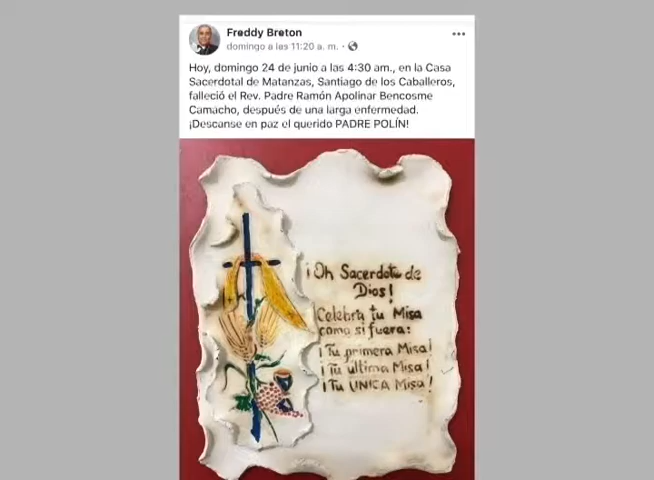 Freddy Breton
domingo a las 11:20 a. m. ·
Hoy, domingo 24 de junio a las 4:30 am., en la Casa
Sacerdotal de Matanzas, Santiago de los Caballeros,
falleció el Rev. Padre Ramón Apolinar Bencosme
Camacho, después de una larga enfermedad.
¡Descanse en paz el querido PADRE POLÍN!
¡Oh Sacerdote de
Dios!
Celebra tu Misa
como si fuera:
¡Tu primera Misa!
¡Tu última Misa!
¡Tu UNICA Misa!